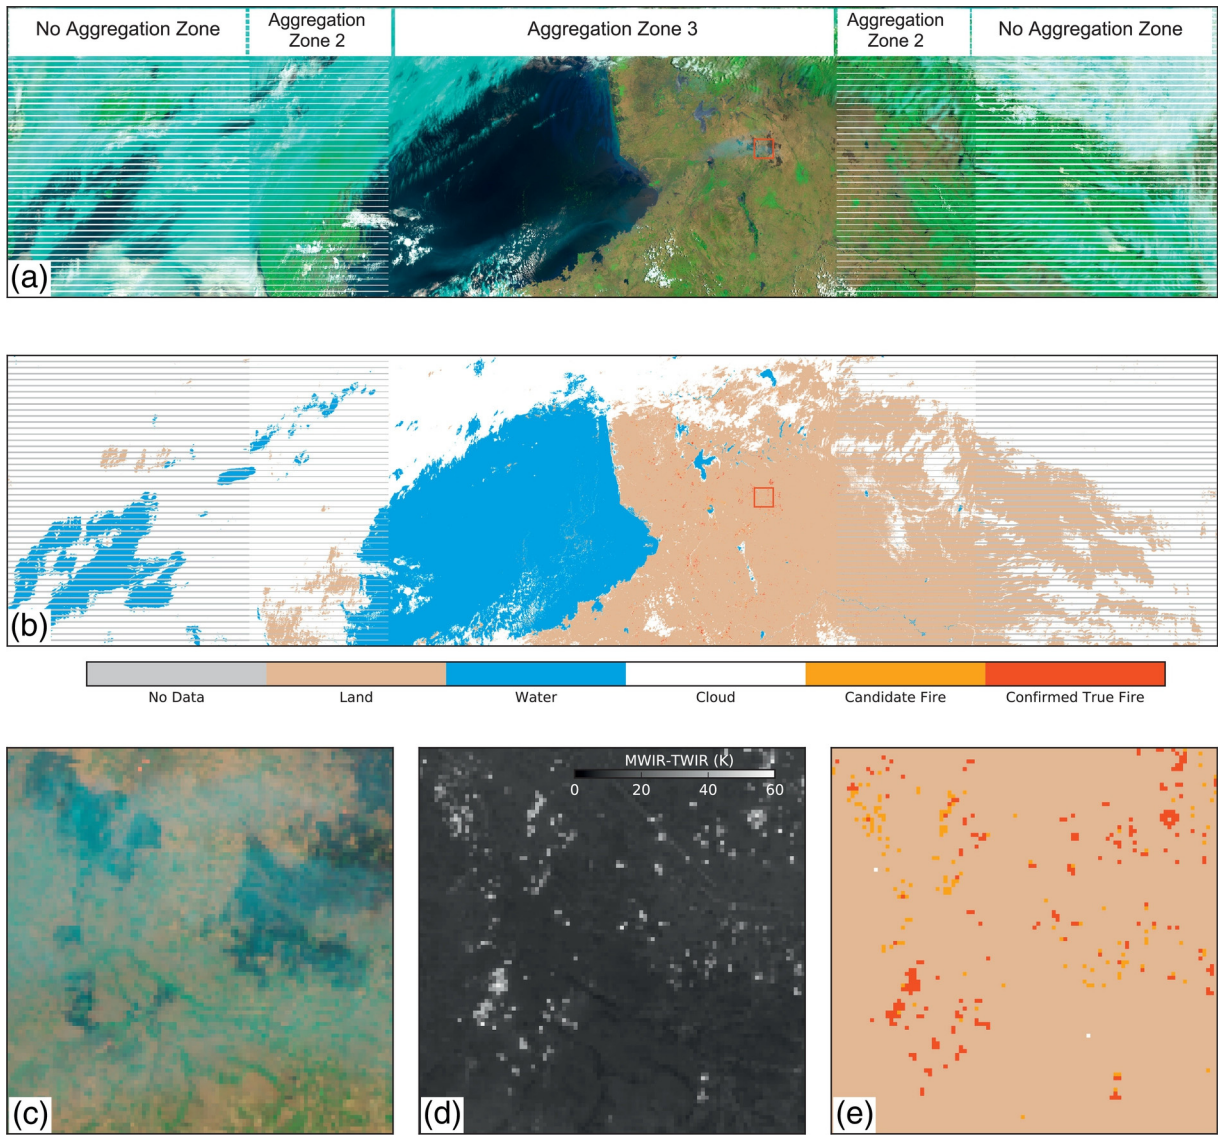 No Aggregation Zone
Aggregation
Zone 2
Aggregation Zone 3
Aggregation
Zone 2
No Aggregation Zone
(a)
(b)
No Data
Land
Water
Cloud
Candidate Fire
Confirmed True Fire
MWIR-TWIR (K)
0 20 40 60
(c)
(d)
(e)